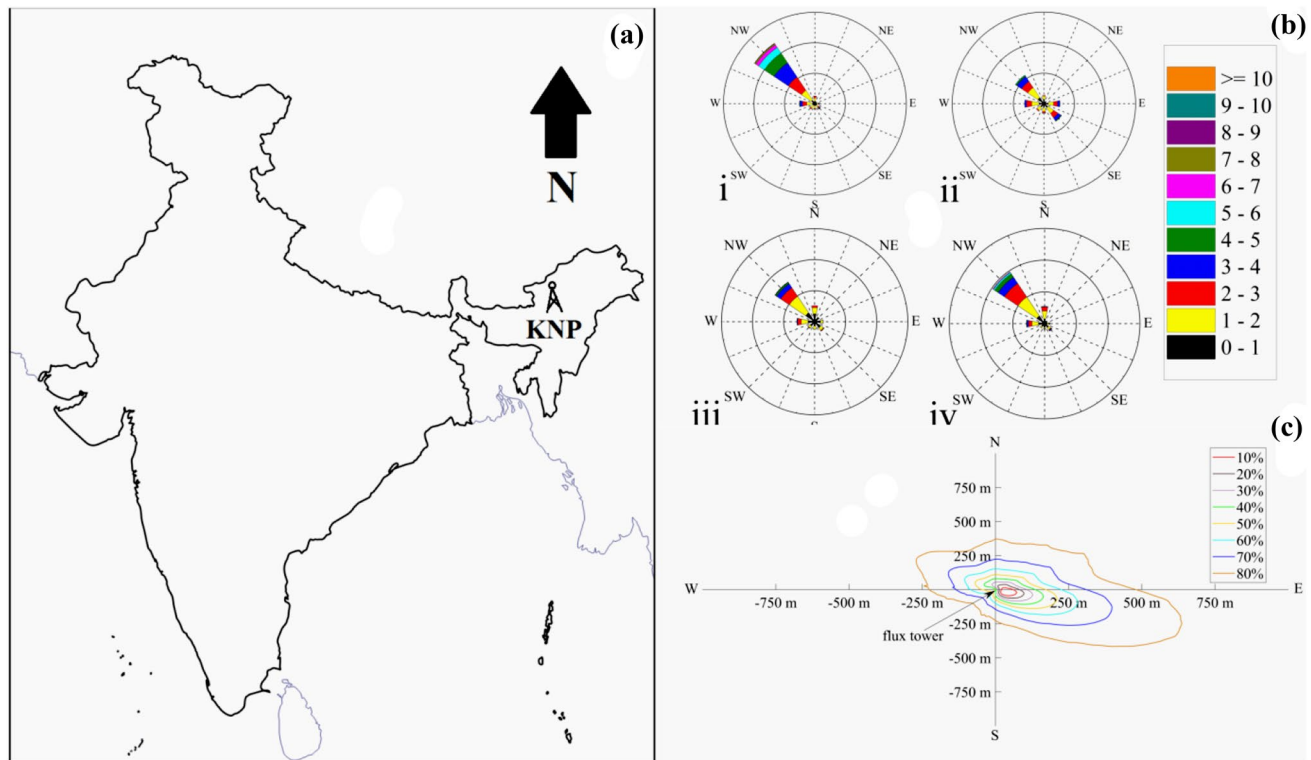 (a)
N
KNP
(b)
NW
NE
W
E
SW
SE
S
i
NW
NE
W
E
SW
SE
S
ii
N
NW
NE
W
E
SW
SE
iii
N
NW
NE
W
E
SW
SE
iv
>= 10
9 - 10
8 - 9
7 - 8
6 - 7
5 - 6
4 - 5
3 - 4
2 - 3
1 - 2
0 - 1
(c)
N
750 m
500 m
250 m
W
-750 m
-500 m
-250 m
250 m
500 m
750 m
E
flux tower
-250 m
-500 m
-750 m
S
10%
20%
30%
40%
50%
60%
70%
80%